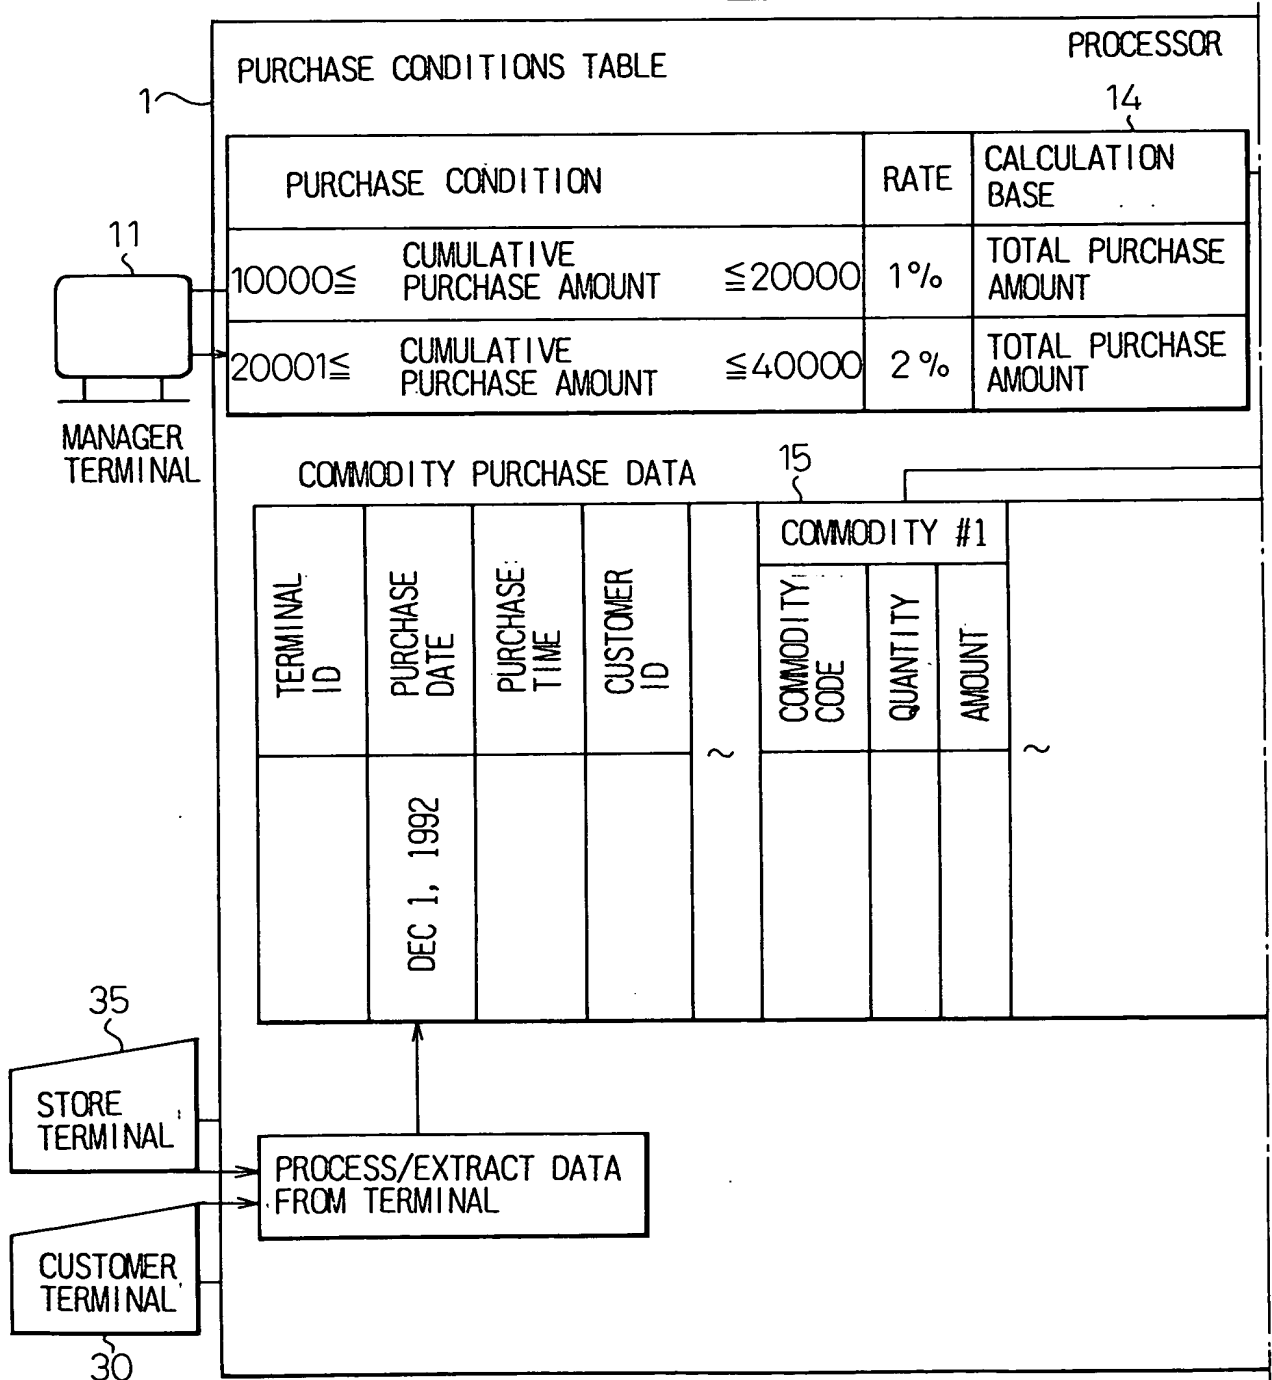 PROCESSOR
PURCHASE CONDITIONS TABLE
1
14
PURCHASE CONDITION
RATE
CALCULATION
BASE
11
10000≦
CUMULATIVE
PURCHASE AMOUNT
≦20000
1%
TOTAL PURCHASE
AMOUNT
20001≦
CUMULATIVE
PURCHASE AMOUNT
≦40000
2%
TOTAL PURCHASE
AMOUNT
MANAGER
TERMINAL
COMMODITY PURCHASE DATA
15
COMMODITY #1
TERMINAL
ID
PURCHASE
DATE
PURCHASE
TIME
CUSTOMER
ID
~
COMMODITY
CODE
QUANTITY
AMOUNT
~
DEC 1, 1992
35
STORE
TERMINAL
PROCESS/EXTRACT DATA
FROM TERMINAL
CUSTOMER
TERMINAL
30